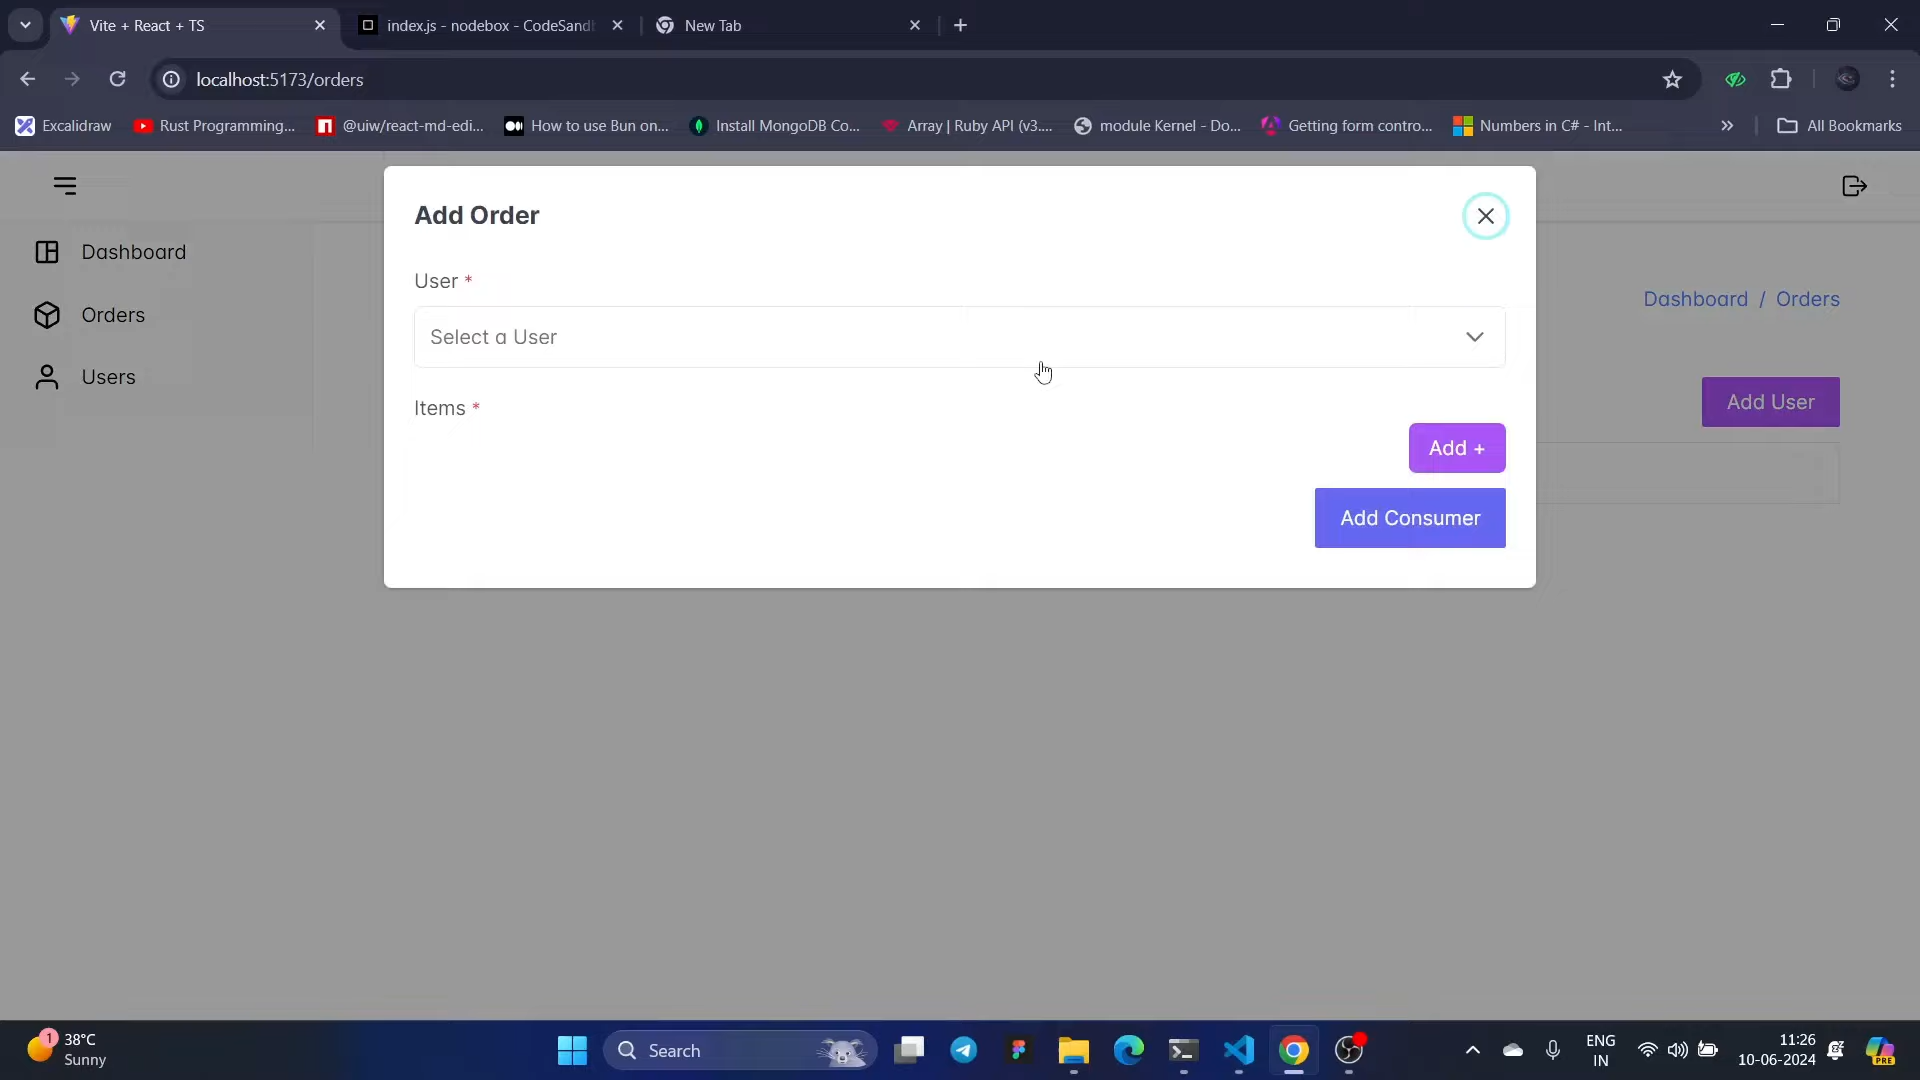 Vite + React + TS
index.js - nodebox - CodeSandb
New Tab
localhost:5173/orders
Excalidraw
Rust Programming...
@uiw/react-md-edi...
How to use Bun on...
Install MongoDB Co...
Array | Ruby API (v3....
module Kernel - Do...
Getting form contro...
Numbers in C# - Int...
All Bookmarks
Add Order
Dashboard
Orders
Users
User *
Select a User
Items *
Add +
Add Consumer
Dashboard / Orders
Add User
1
38°C
Sunny
Search
ENG
IN
11:26
10-06-2024
PRE